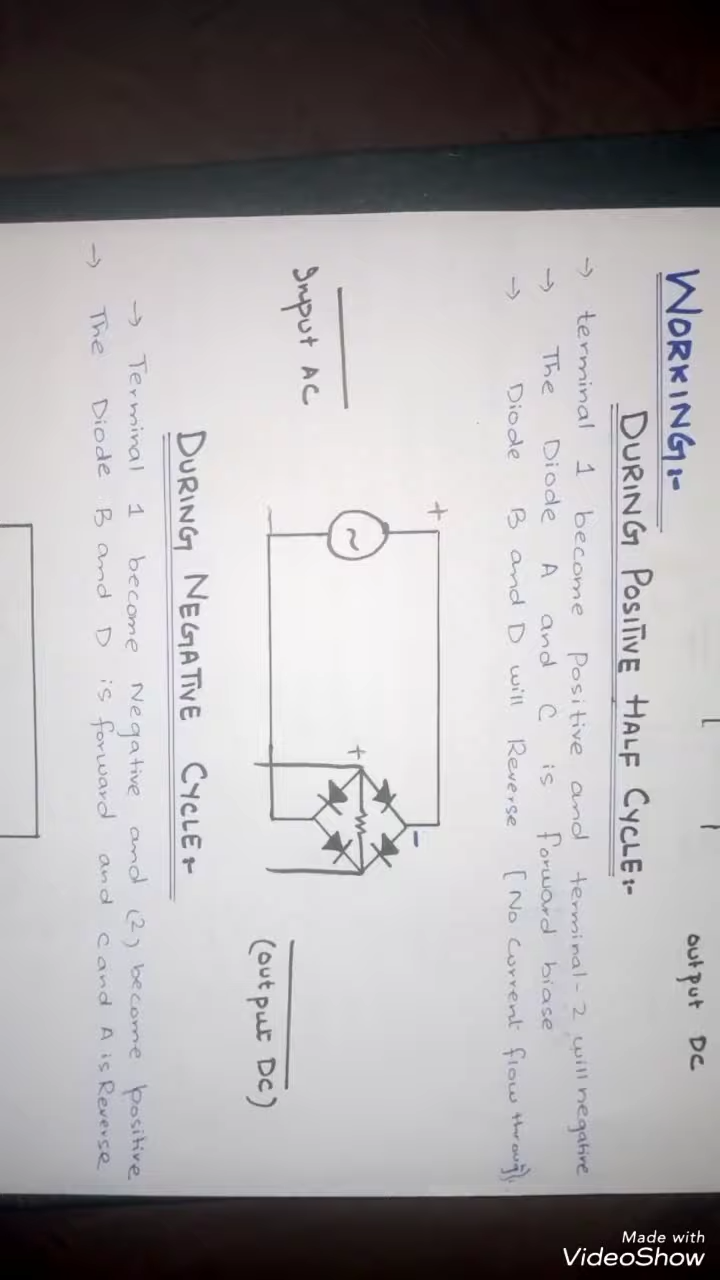 output DC
WORKING:-
DURING POSITIVE HALF CYCLE:-
→ terminal 1 become Positive and terminal-2 will negative
→ The Diode A and C is forward biase
→ Diode B and D will Reverse [No Current flow throug]
+
-
Input AC
~
+
-
(output DC)
DURING NEGATIVE CYCLE:-
→ Terminal 1 become Negative and (2) become positive
→ The Diode B and D is forward and C and A is Reverse
Made with
VideoShow